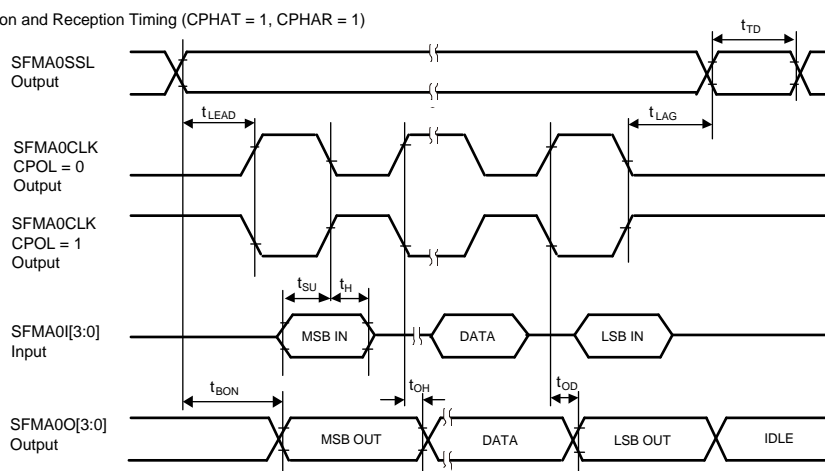 on and Reception Timing (CPHAT = 1, CPHAR = 1)
tTD
SFMA0SSL
Output
tLEAD
tLAG
SFMA0CLK
CPOL = 0
Output
SFMA0CLK
CPOL = 1
Output
tSU
tH
SFMA0I[3:0]
Input
MSB IN
DATA
LSB IN
tBON
tOH
tOD
SFMA0O[3:0]
Output
MSB OUT
DATA
LSB OUT
IDLE